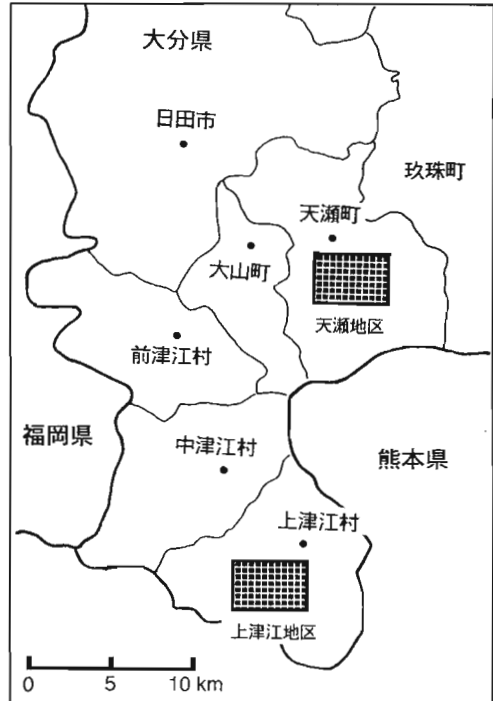 大分県
日田市
玖珠町
天瀬町
大山町
天瀬地区
前津江村
福岡県
中津江村
熊本県
上津江村
上津江地区
0 5 10 km